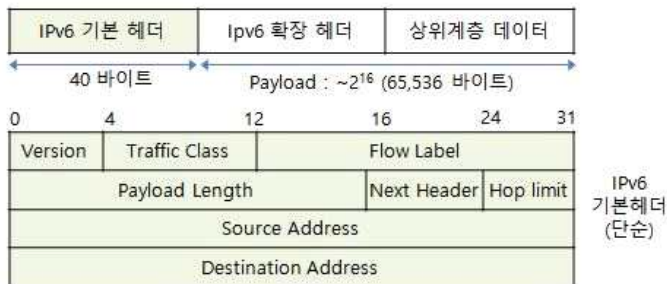 IPv6 기본 헤더 Ipv6 확장 헤더 상위계층 데이터
40 바이트 Payload : ~2¹⁶ (65,536 바이트)
0 4 12 16 24 31
Version Traffic Class Flow Label
Payload Length Next Header Hop limit
Source Address
Destination Address
IPv6
기본헤더
(단순)